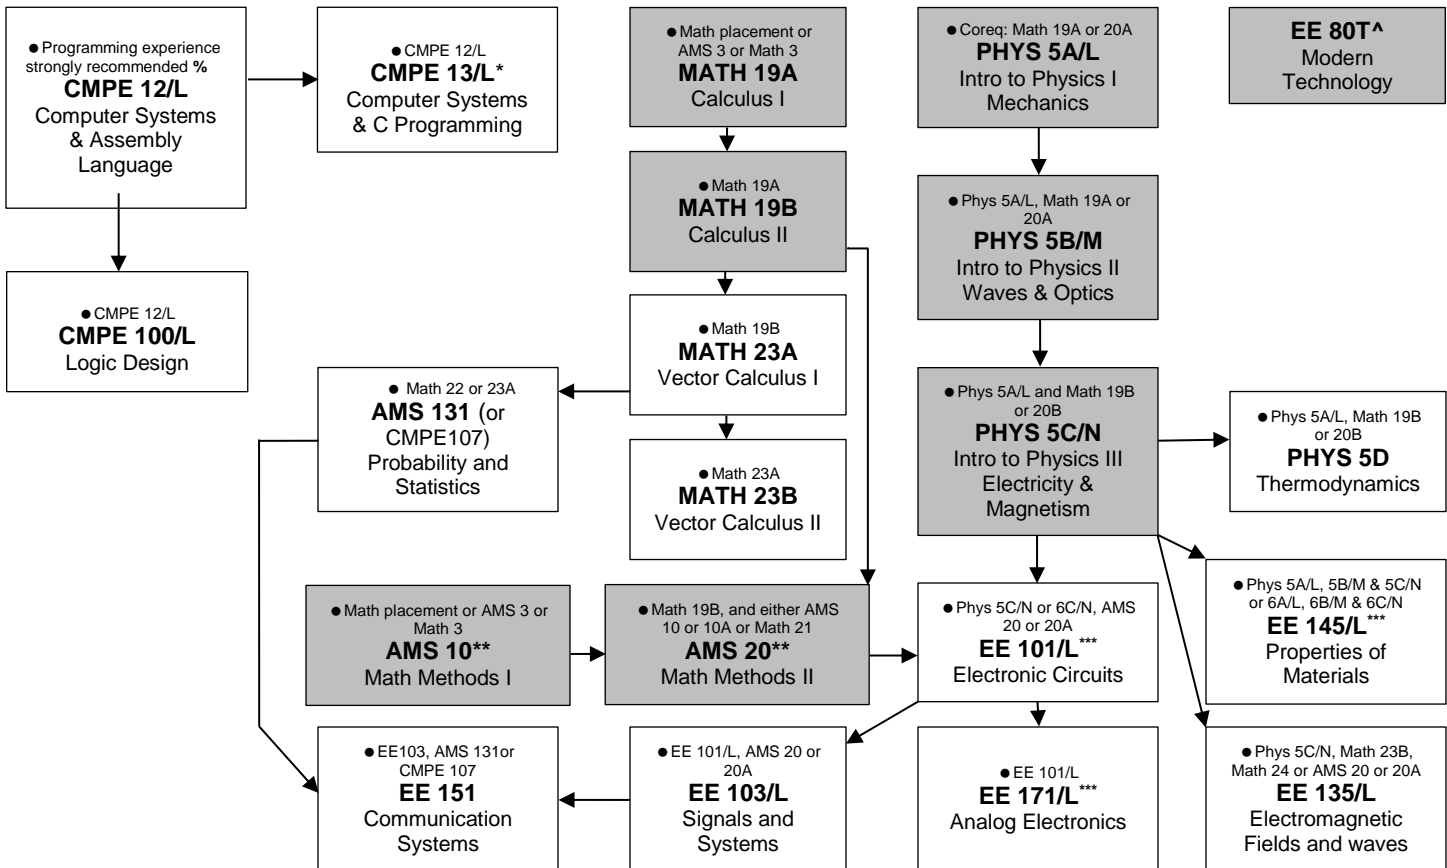 ● Programming experience
strongly recommended %
CMPE 12/L
Computer Systems
& Assembly
Language
● CMPE 12/L
CMPE 13/L*
Computer Systems
& C Programming
● Math placement or
AMS 3 or Math 3
MATH 19A
Calculus I
● Coreq: Math 19A or 20A
PHYS 5A/L
Intro to Physics I
Mechanics
EE 80T^
Modern
Technology
● Math 19A
MATH 19B
Calculus II
● Phys 5A/L, Math 19A or
20A
PHYS 5B/M
Intro to Physics II
Waves & Optics
● CMPE 12/L
CMPE 100/L
Logic Design
● Math 19B
MATH 23A
Vector Calculus I
● Math 22 or 23A
AMS 131 (or
CMPE107)
Probability and
Statistics
● Phys 5A/L and Math 19B
or 20B
PHYS 5C/N
Intro to Physics III
Electricity &
Magnetism
● Phys 5A/L, Math 19B
or 20B
PHYS 5D
Thermodynamics
● Math 23A
MATH 23B
Vector Calculus II
● Math placement or AMS 3 or
Math 3
AMS 10**
Math Methods I
● Math 19B, and either AMS
10 or 10A or Math 21
AMS 20**
Math Methods II
● Phys 5C/N or 6C/N, AMS
20 or 20A
EE 101/L***
Electronic Circuits
● Phys 5A/L, 5B/M & 5C/N
or 6A/L, 6B/M & 6C/N
EE 145/L***
Properties of
Materials
● EE103, AMS 131or
CMPE 107
EE 151
Communication
Systems
● EE 101/L, AMS 20 or
20A
EE 103/L
Signals and
Systems
● EE 101/L
EE 171/L***
Analog Electronics
● Phys 5C/N, Math 23B,
Math 24 or AMS 20 or 20A
EE 135/L
Electromagnetic
Fields and waves